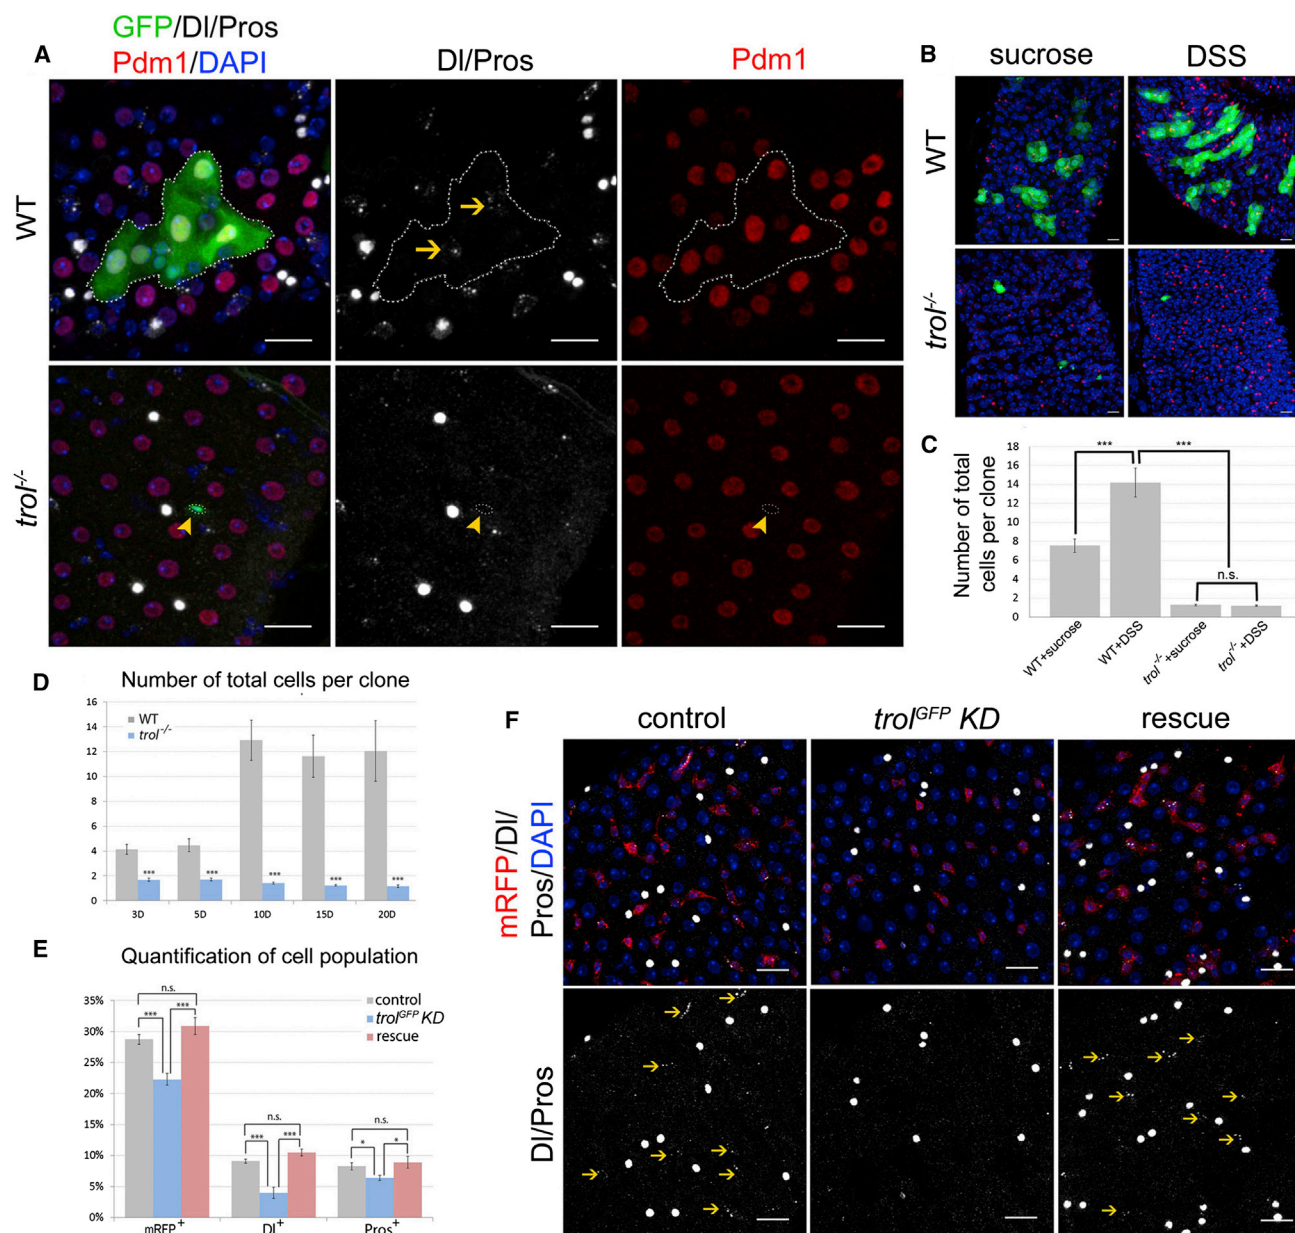 A
GFP/Dl/Pros
Pdm1/DAPI
Dl/Pros
Pdm1
WT
trol-/-
B
sucrose
DSS
WT
trol-/-
C
Number of total
cells per clone
18
16
14
12
10
8
6
4
2
0
***
***
n.s.
WT+sucrose
WT+DSS
trol-/-+sucrose
trol-/-+DSS
D
Number of total cells per clone
16
14
12
10
8
6
4
2
0
WT
trol-/-
***
***
***
***
***
3D
5D
10D
15D
20D
E
Quantification of cell population
35%
30%
25%
20%
15%
10%
5%
0%
n.s.
***
***
n.s.
***
***
n.s.
*
*
control
trolGFP KD
rescue
mRFP+
Dl+
Pros+
F
control
trolGFP KD
rescue
mRFP/Dl/
Pros/DAPI
Dl/Pros